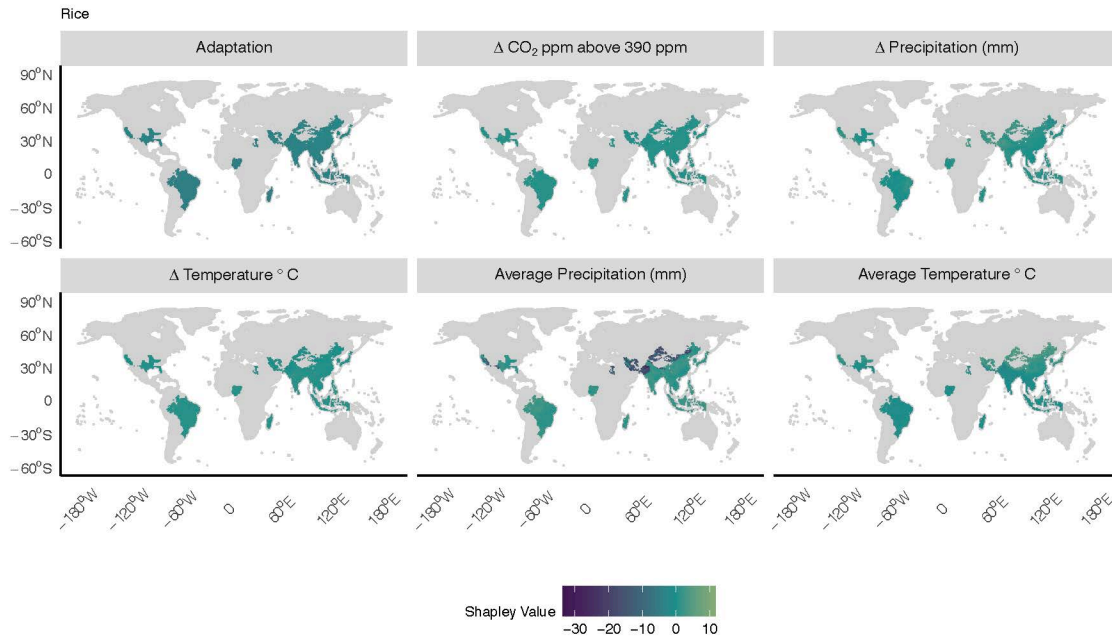 Rice
Adaptation
Δ CO₂ ppm above 390 ppm
Δ Precipitation (mm)
90°N
60°N
30°N
0
−30°S
−60°S
Δ Temperature ° C
Average Precipitation (mm)
Average Temperature ° C
90°N
60°N
30°N
0
−30°S
−60°S
−180°W
−120°W
−60°W
0
60°E
120°E
180°E
−180°W
−120°W
−60°W
0
60°E
120°E
180°E
−180°W
−120°W
−60°W
0
60°E
120°E
180°E
Shapley Value
−30 −20 −10 0 10